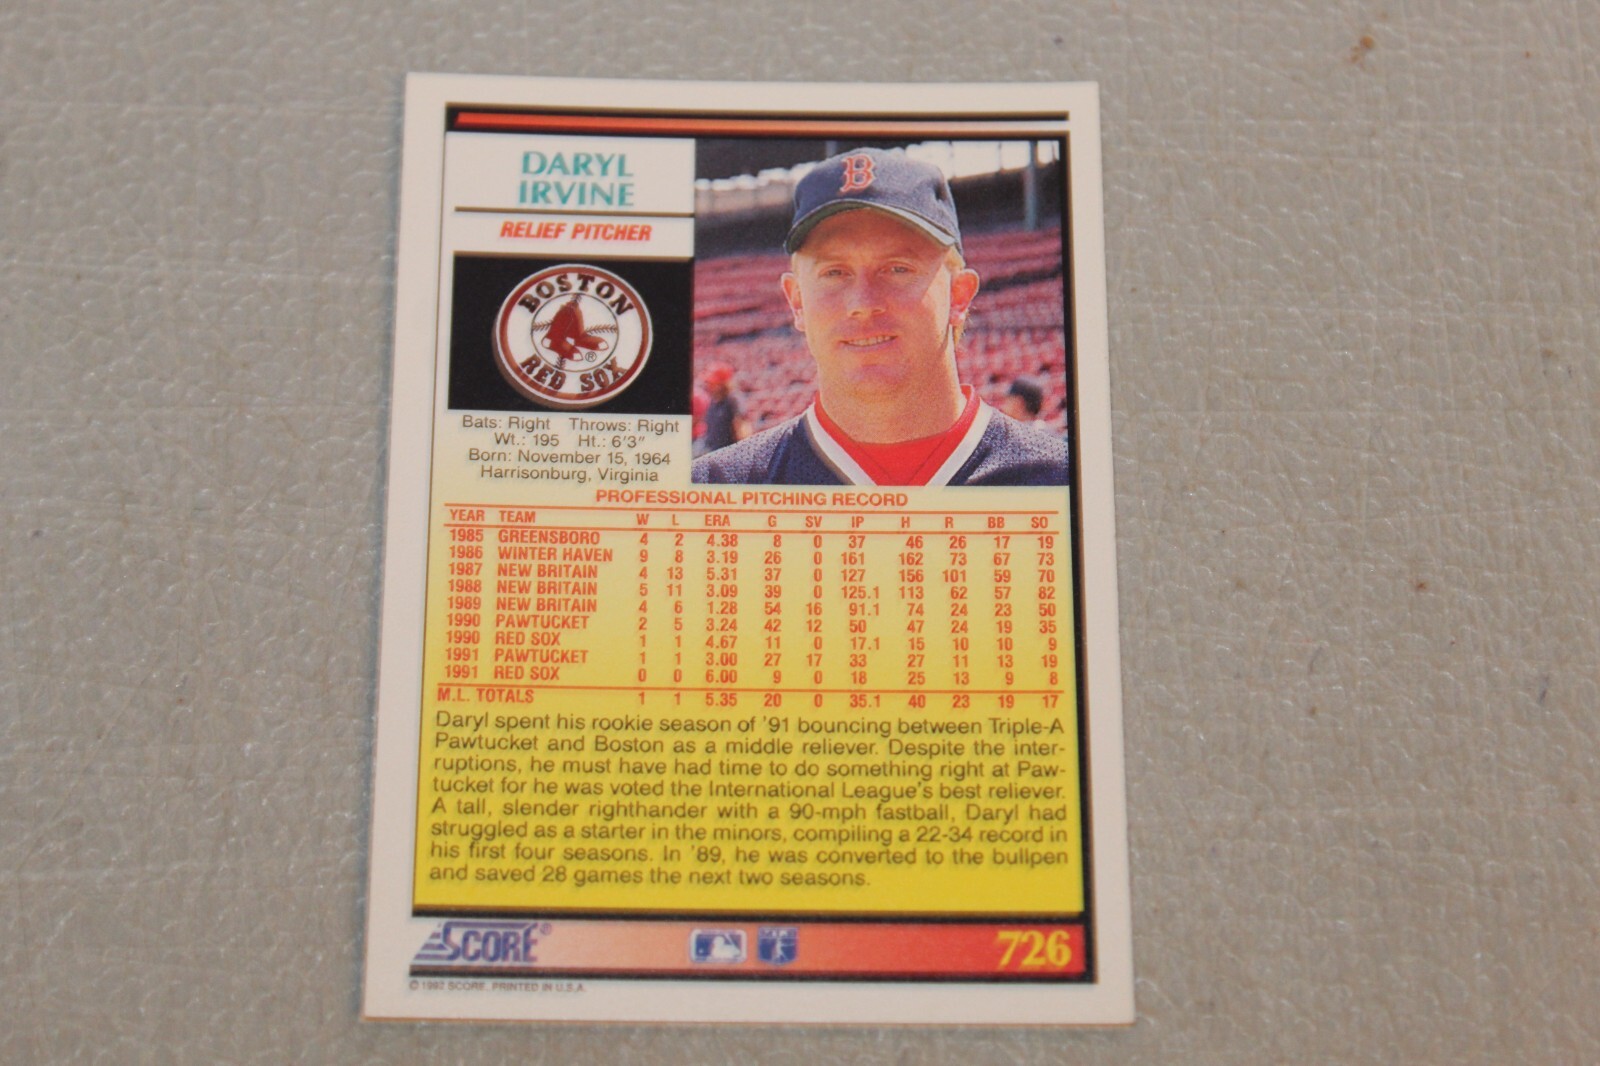 DARYL
IRVINE
RELIEF PITCHER
B
BOSTON
RED SOX
®
Bats: Right Throws: Right
Wt.: 195 Ht.: 6'3"
Born: November 15, 1964
Harrisonburg, Virginia
PROFESSIONAL PITCHING RECORD
YEAR TEAM W L ERA G SV IP H R BB SO
1985 GREENSBORO 4 2 4.38 8 0 37 46 26 17 19
1986 WINTER HAVEN 9 8 3.19 26 0 161 162 73 67 73
1987 NEW BRITAIN 4 13 5.31 37 0 127 156 101 59 70
1988 NEW BRITAIN 5 11 3.09 39 0 125.1 113 62 57 82
1989 NEW BRITAIN 4 6 1.28 54 16 91.1 74 24 23 50
1990 PAWTUCKET 2 5 3.24 42 12 50 47 24 19 35
1990 RED SOX 1 1 4.67 11 0 17.1 15 10 10 9
1991 PAWTUCKET 1 1 3.00 27 17 33 27 11 13 19
1991 RED SOX 0 0 6.00 9 0 18 25 13 9 8
M.L. TOTALS 1 1 5.35 20 0 35.1 40 23 19 17
Daryl spent his rookie season of '91 bouncing between Triple-A
Pawtucket and Boston as a middle reliever. Despite the inter-
ruptions, he must have had time to do something right at Paw-
tucket for he was voted the International League's best reliever.
A tall, slender righthander with a 90-mph fastball, Daryl had
struggled as a starter in the minors, compiling a 22-34 record in
his first four seasons. In '89, he was converted to the bullpen
and saved 28 games the next two seasons.
SCORE® 726
© 1992 SCORE, PRINTED IN U.S.A.